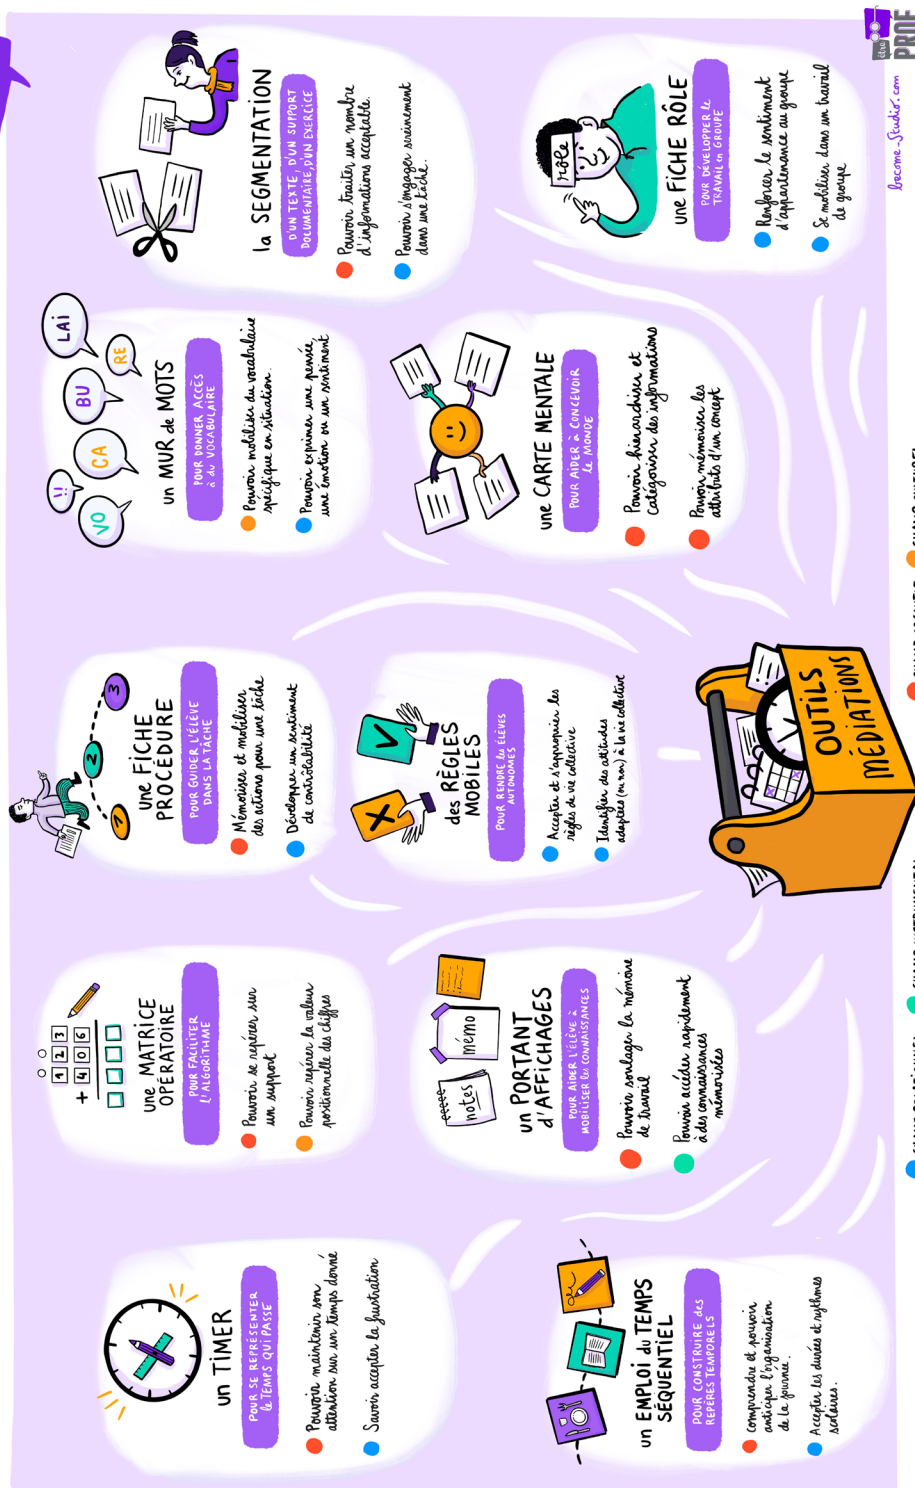 un TIMER
POUR SE REPRÉSENTER
le TEMPS QUI PASSE
Pouvoir maintenir son
attention sur un temps donné
Savoir accepter la frustration
1 2 3
+ 4 0 6
une MATRICE
OPÉRATOIRE
POUR FACILITER
l'ALGORITHME
Pouvoir se repérer sur
un support
Pouvoir repérer la valeur
positionnelle des chiffres
1
2
3
une FICHE
PROCÉDURE
POUR GUIDER L'ÉLÈVE
DANS LA TÂCHE
Mémoriser et mobiliser
des actions pour une tâche
Développer un sentiment
de contrôlabilité
VO
!!
CA
BU
LAI
RE
un MUR de MOTS
POUR DONNER ACCÈS
à du VOCABULAIRE
Pouvoir mobiliser du vocabulaire
spécifique en situation.
Pouvoir exprimer une pensée,
une émotion ou un sentiment
la SEGMENTATION
D'UN TEXTE, D'UN SUPPORT
DOCUMENTAIRE, D'UN EXERCICE
Pouvoir traiter un nombre
d'informations acceptable.
Pouvoir s'engager sereinement
dans une tâche.
un EMPLOI du TEMPS
SÉQUENTIEL
POUR CONSTRUIRE des
REPÈRES TEMPORELS
Comprendre et pouvoir
anticiper l'organisation
de la journée.
Accepter les durées et rythmes
scolaires.
notes
mémo
un PORTANT
d'AFFICHAGES
POUR AIDER L'ÉLÈVE à
MOBILISER les CONNAISTANCES
Pouvoir soulager la mémoire
de travail
Pouvoir accéder rapidement
à des connaissances
mémorisées
X
V
des RÈGLES
MOBILES
POUR RENDRE les ÉLÈVES
AUTONOMES
Accepter et s'approprier les
règles de vie collective
Identifier des attitudes
adaptées (ou non) à la vie collective
une CARTE MENTALE
POUR AIDER à CONCEVOIR
le MONDE
Pouvoir hiérarchiser et
catégoriser des informations
Pouvoir mémoriser les
attributs d'un concept
rôle
une FICHE RÔLE
POUR DÉVELOPPER le
TRAVAIL en GROUPE
Renforcer le sentiment
d'appartenance au groupe
Se mobiliser dans un travail
de groupe
OUTILS
MÉDIATIONS
être
PROF
become-studio.com